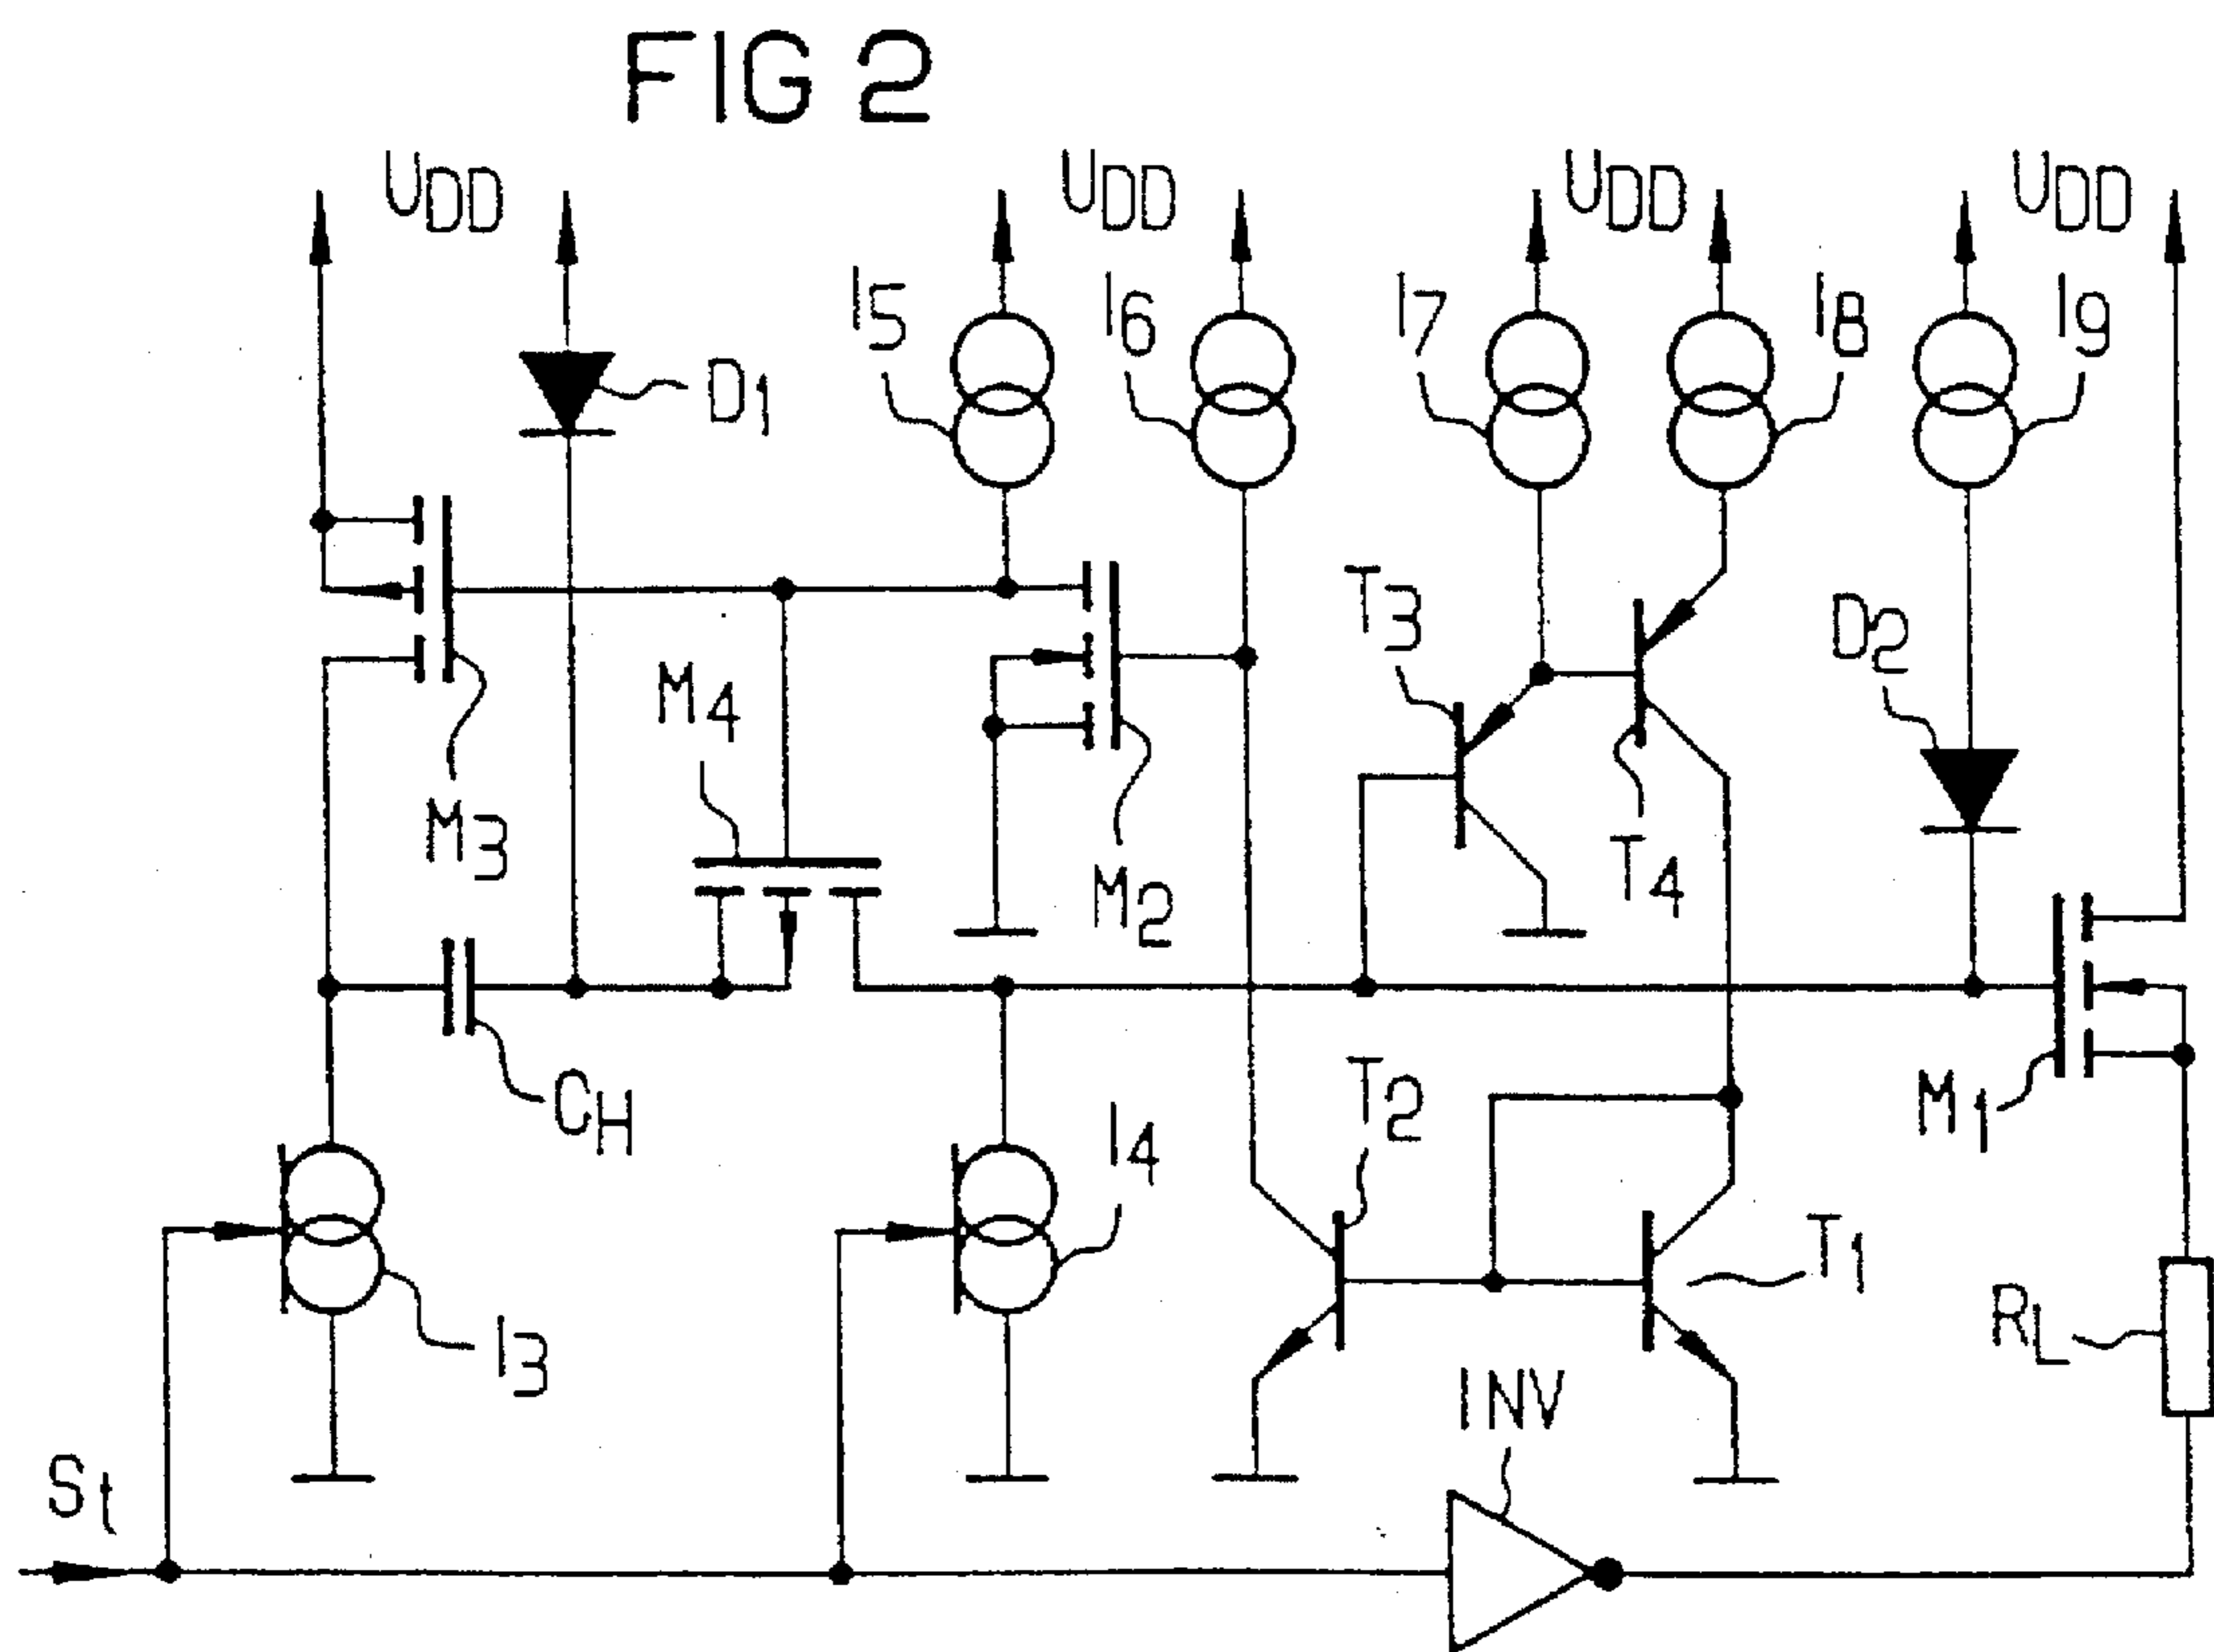 FIG 2
UDD UDD UDD UDD
I5 I6 I7 I8 I9
D1
T3
D2
M4
M3
T4
M2
CH
T2
M1
I4
T1
RL
I3
INV
St